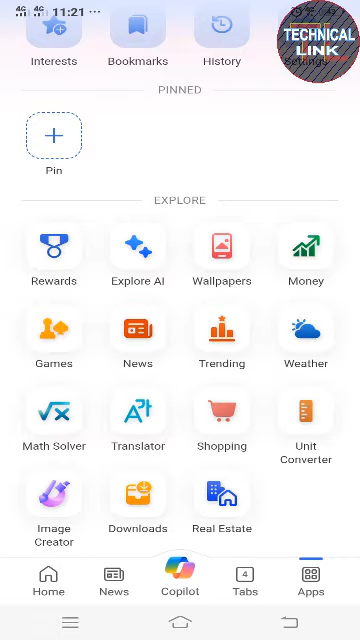 4G 4G 11:21 ...
TECHNICAL
LINK
Interests Bookmarks History Settings
PINNED
Pin
EXPLORE
Rewards Explore AI Wallpapers Money
Games News Trending Weather
√x
Math Solver Translator Shopping Unit
Converter
Image
Creator
Downloads Real Estate
4
Home News Copilot Tabs Apps